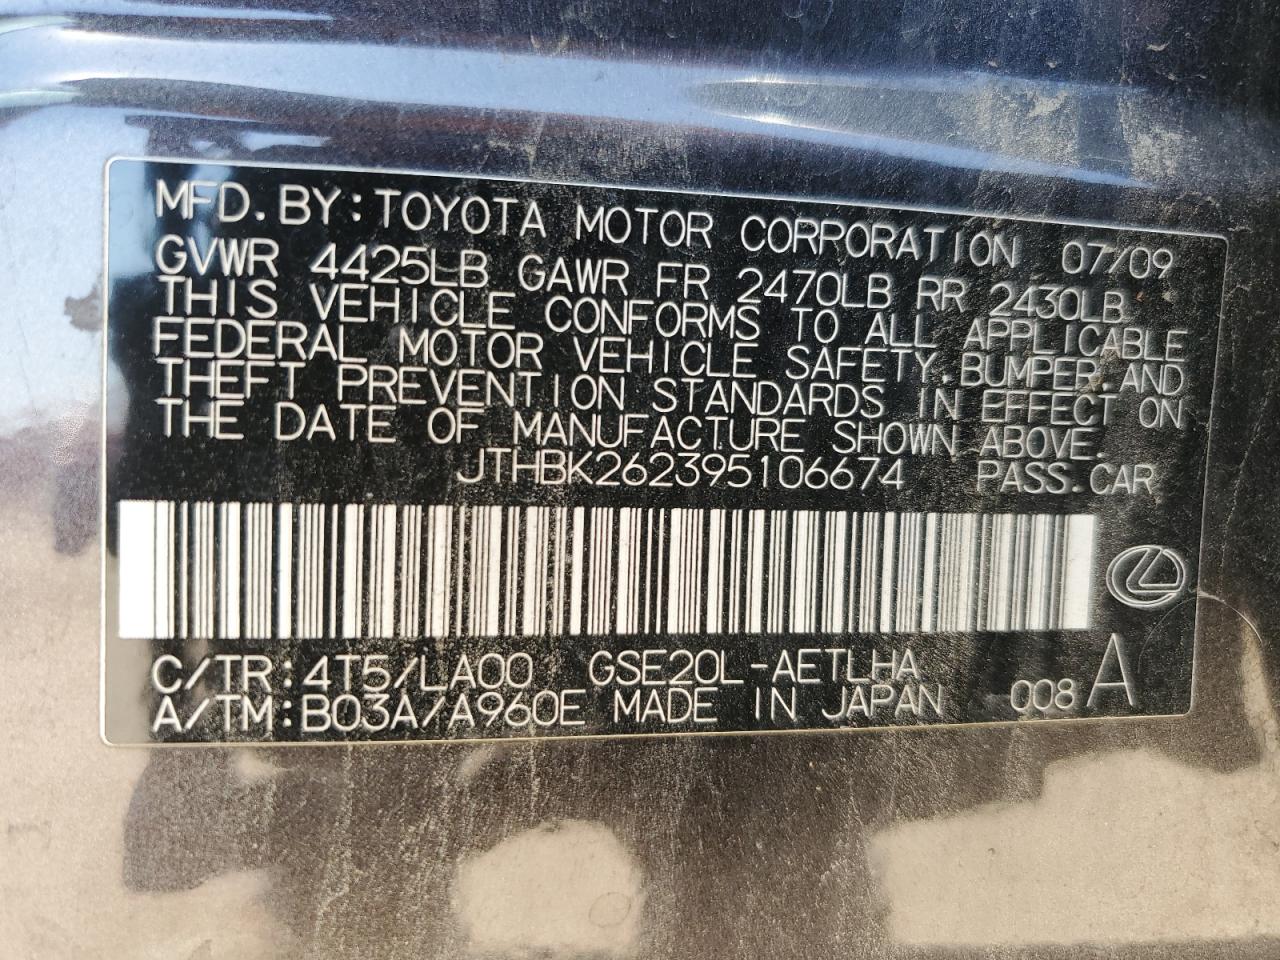 MFD.BY:TOYOTA MOTOR CORPORATION 07/09
GVWR 4425LB GAWR FR 2470LB RR 2430LB
THIS VEHICLE CONFORMS TO ALL APPLICABLE
FEDERAL MOTOR VEHICLE SAFETY.BUMPER.AND
THEFT PREVENTION STANDARDS IN EFFECT ON
THE DATE OF MANUFACTURE SHOWN ABOVE.
JTHBK262395106674 PASS.CAR
C/TR:4T5/LA00 GSE20L-AETLHA
A/TM:B03A/A960E MADE IN JAPAN 008 A